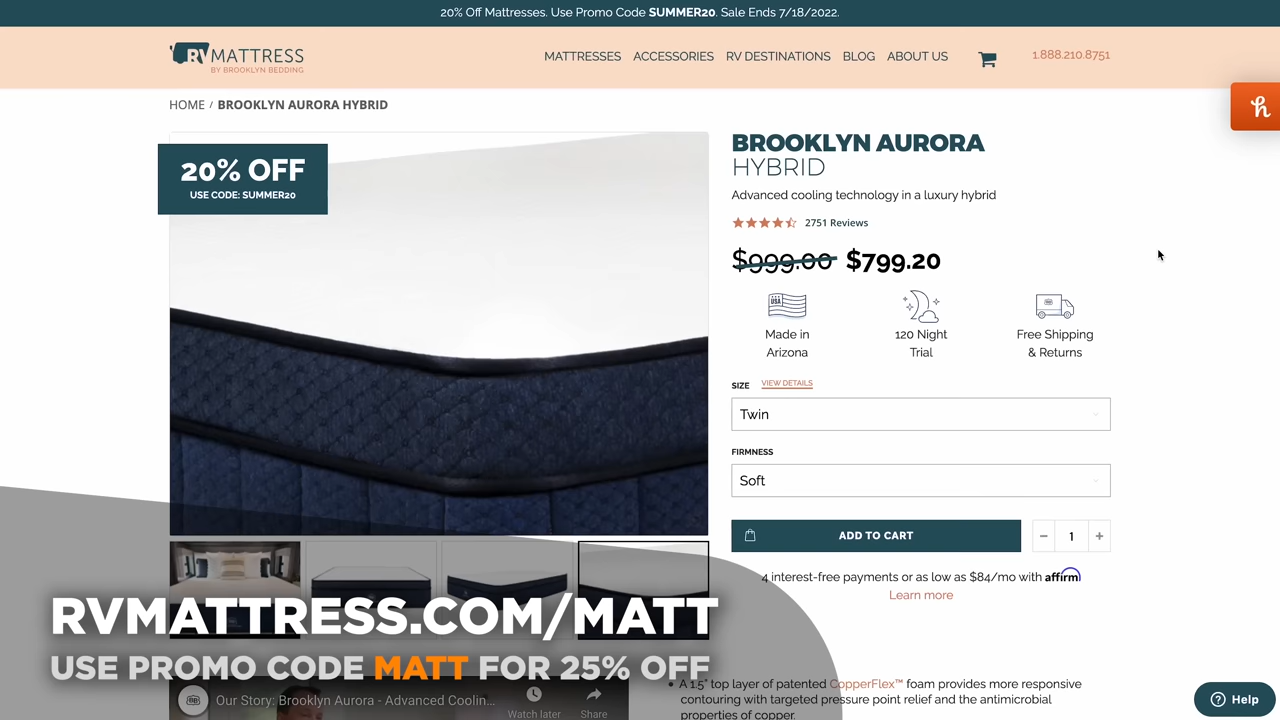 20% Off Mattresses. Use Promo Code SUMMER20. Sale Ends 7/18/2022.
RVMATTRESS
BY BROOKLYN BEDDING
MATTRESSES ACCESSORIES RV DESTINATIONS BLOG ABOUT US
1.888.210.8751
HOME / BROOKLYN AURORA HYBRID
20% OFF
USE CODE: SUMMER20
BROOKLYN AURORA
HYBRID
Advanced cooling technology in a luxury hybrid
2751 Reviews
$999.00 $799.20
USA
Made in
Arizona
120 Night
Trial
Free Shipping
& Returns
SIZE VIEW DETAILS
Twin
FIRMNESS
Soft
ADD TO CART
− 1 +
4 interest-free payments or as low as $84/mo with affirm
Learn more
RVMATTRESS.COM/MATT
USE PROMO CODE MATT FOR 25% OFF
Our Story: Brooklyn Aurora - Advanced Coolin...
Watch later
Share
• A 1.5" top layer of patented CopperFlex™ foam provides more responsive
contouring with targeted pressure point relief and the antimicrobial
properties of copper.
Help